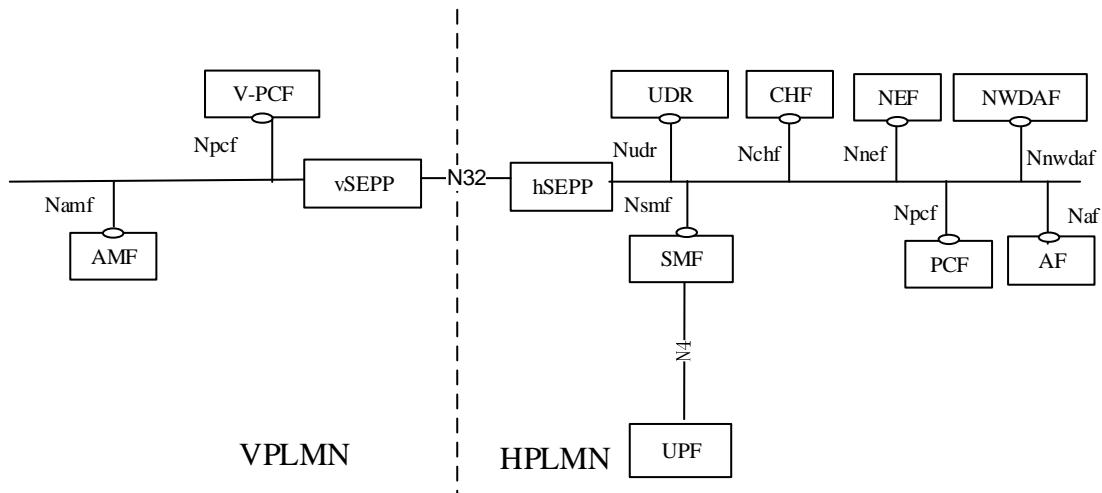 V-PCF
UDR
CHF
NEF
NWDAF
Npcf
Nudr
Nchf
Nnef
Nnwdaf
vSEPP
N32
hSEPP
Namf
Nsmf
Npcf
Naf
AMF
SMF
PCF
AF
N4
VPLMN
HPLMN
UPF